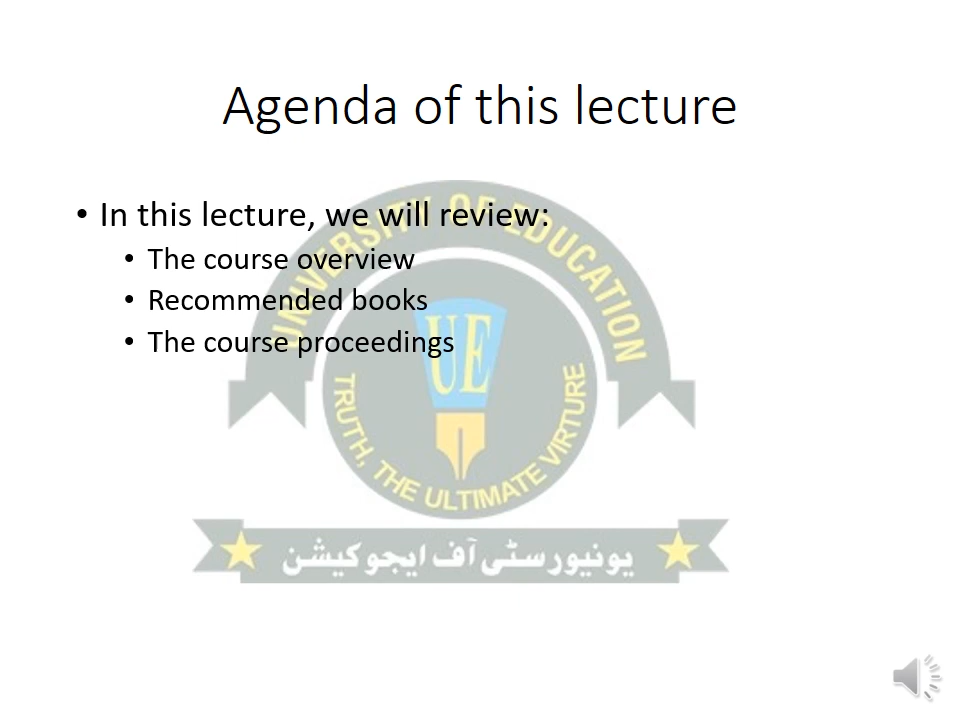 Agenda of this lecture
• In this lecture, we will review:
• The course overview
• Recommended books
• The course proceedings
UNIVERSITY OF EDUCATION
UE
TRUTH, THE ULTIMATE VIRTURE
یونیورسٹی آف ایجوکیشن